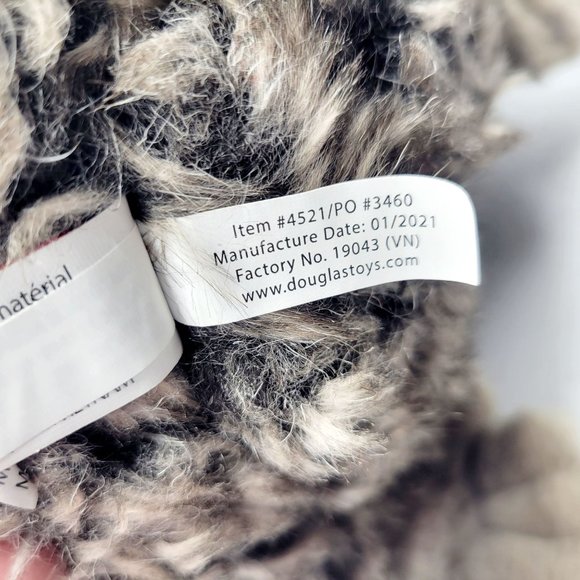 Item #4521/PO #3460
Manufacture Date: 01/2021
Factory No. 19043 (VN)
www.douglastoys.com
matérial